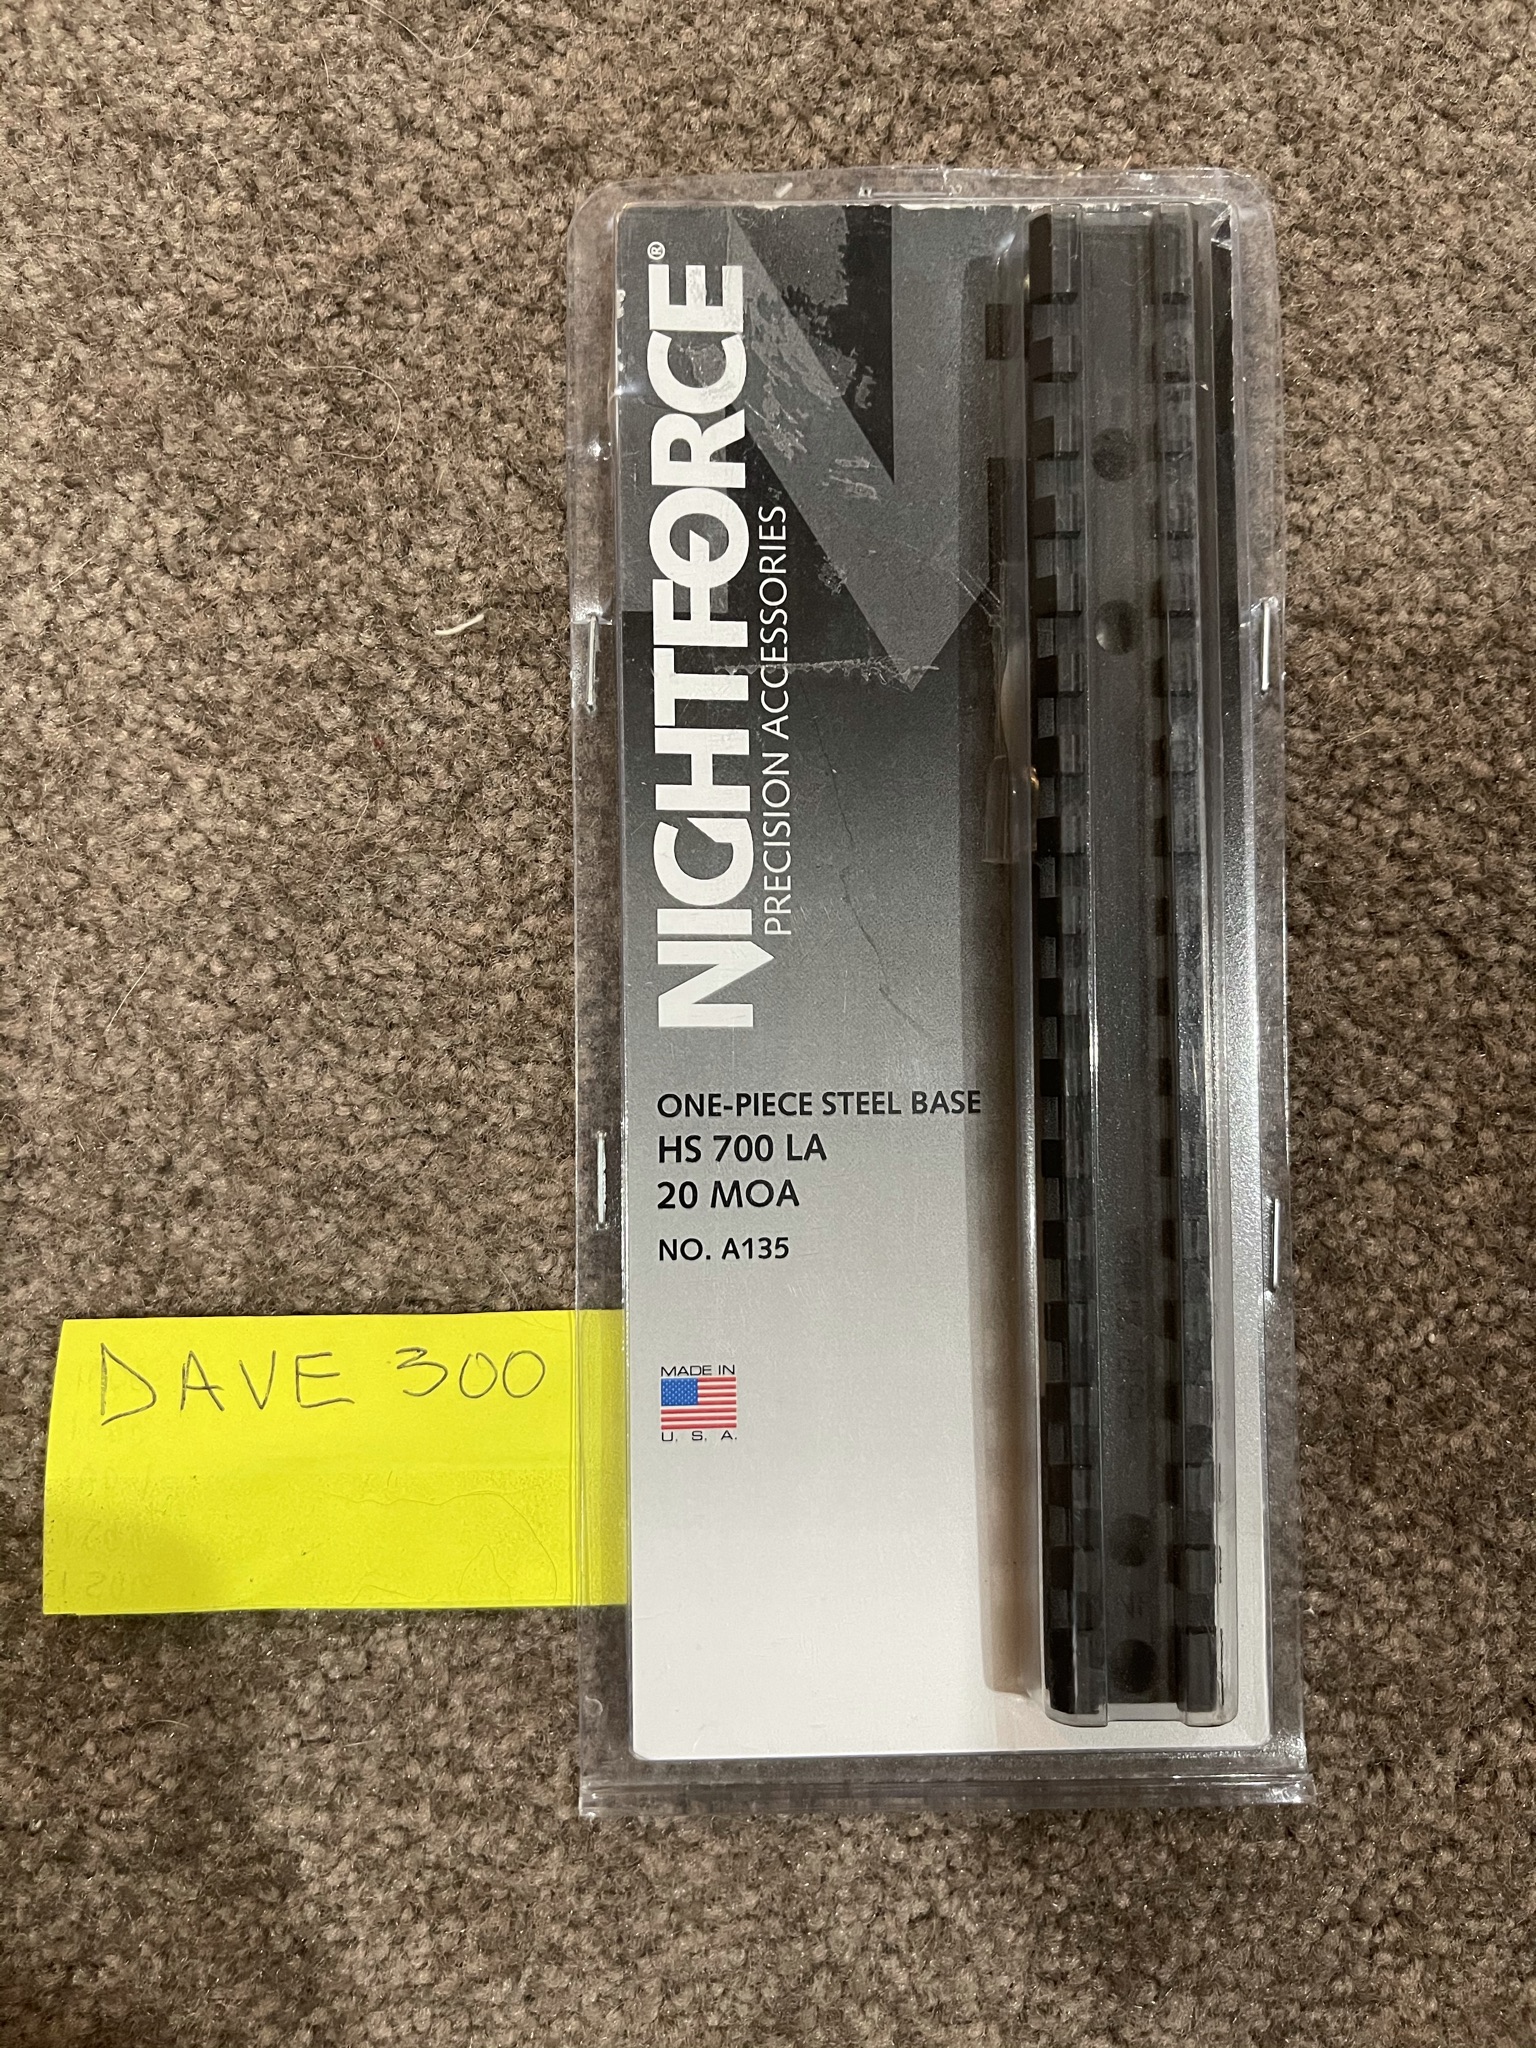 NIGHTFORCE®
PRECISION ACCESSORIES
ONE-PIECE STEEL BASE
HS 700 LA
20 MOA
NO. A135
MADE IN
U. S. A.
DAVE 300